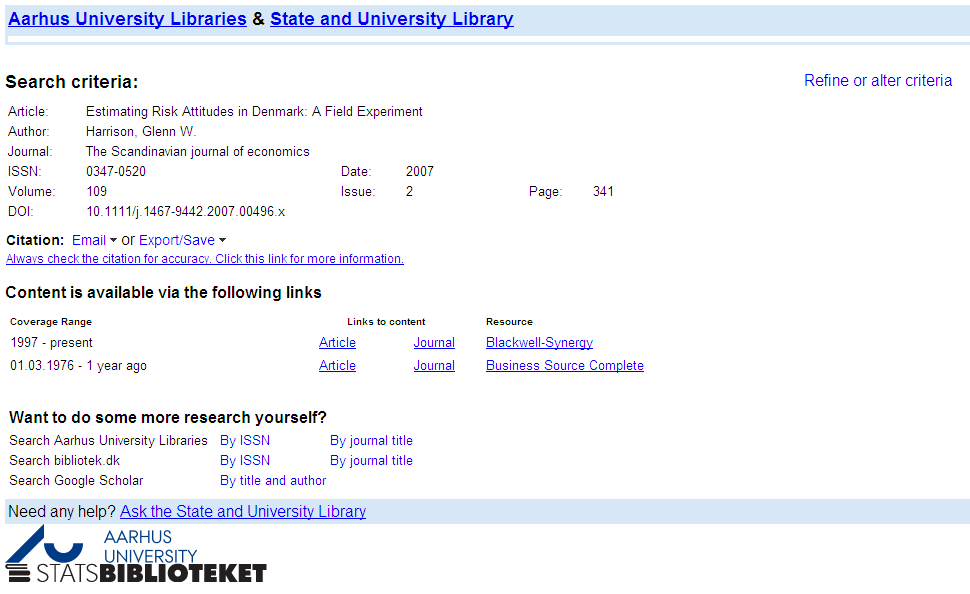 Aarhus University Libraries & State and University Library
Search criteria:
Refine or alter criteria
Article: Estimating Risk Attitudes in Denmark: A Field Experiment
Author: Harrison, Glenn W.
Journal: The Scandinavian journal of economics
ISSN: 0347-0520 Date: 2007
Volume: 109 Issue: 2 Page: 341
DOI: 10.1111/j.1467-9442.2007.00496.x
Citation: Email or Export/Save
Always check the citation for accuracy. Click this link for more information.
Content is available via the following links
Coverage Range Links to content Resource
1997 - present Article Journal Blackwell-Synergy
01.03.1976 - 1 year ago Article Journal Business Source Complete
Want to do some more research yourself?
Search Aarhus University Libraries By ISSN By journal title
Search bibliotek.dk By ISSN By journal title
Search Google Scholar By title and author
Need any help? Ask the State and University Library
AARHUS
UNIVERSITY
STATSBIBLIOTEKET